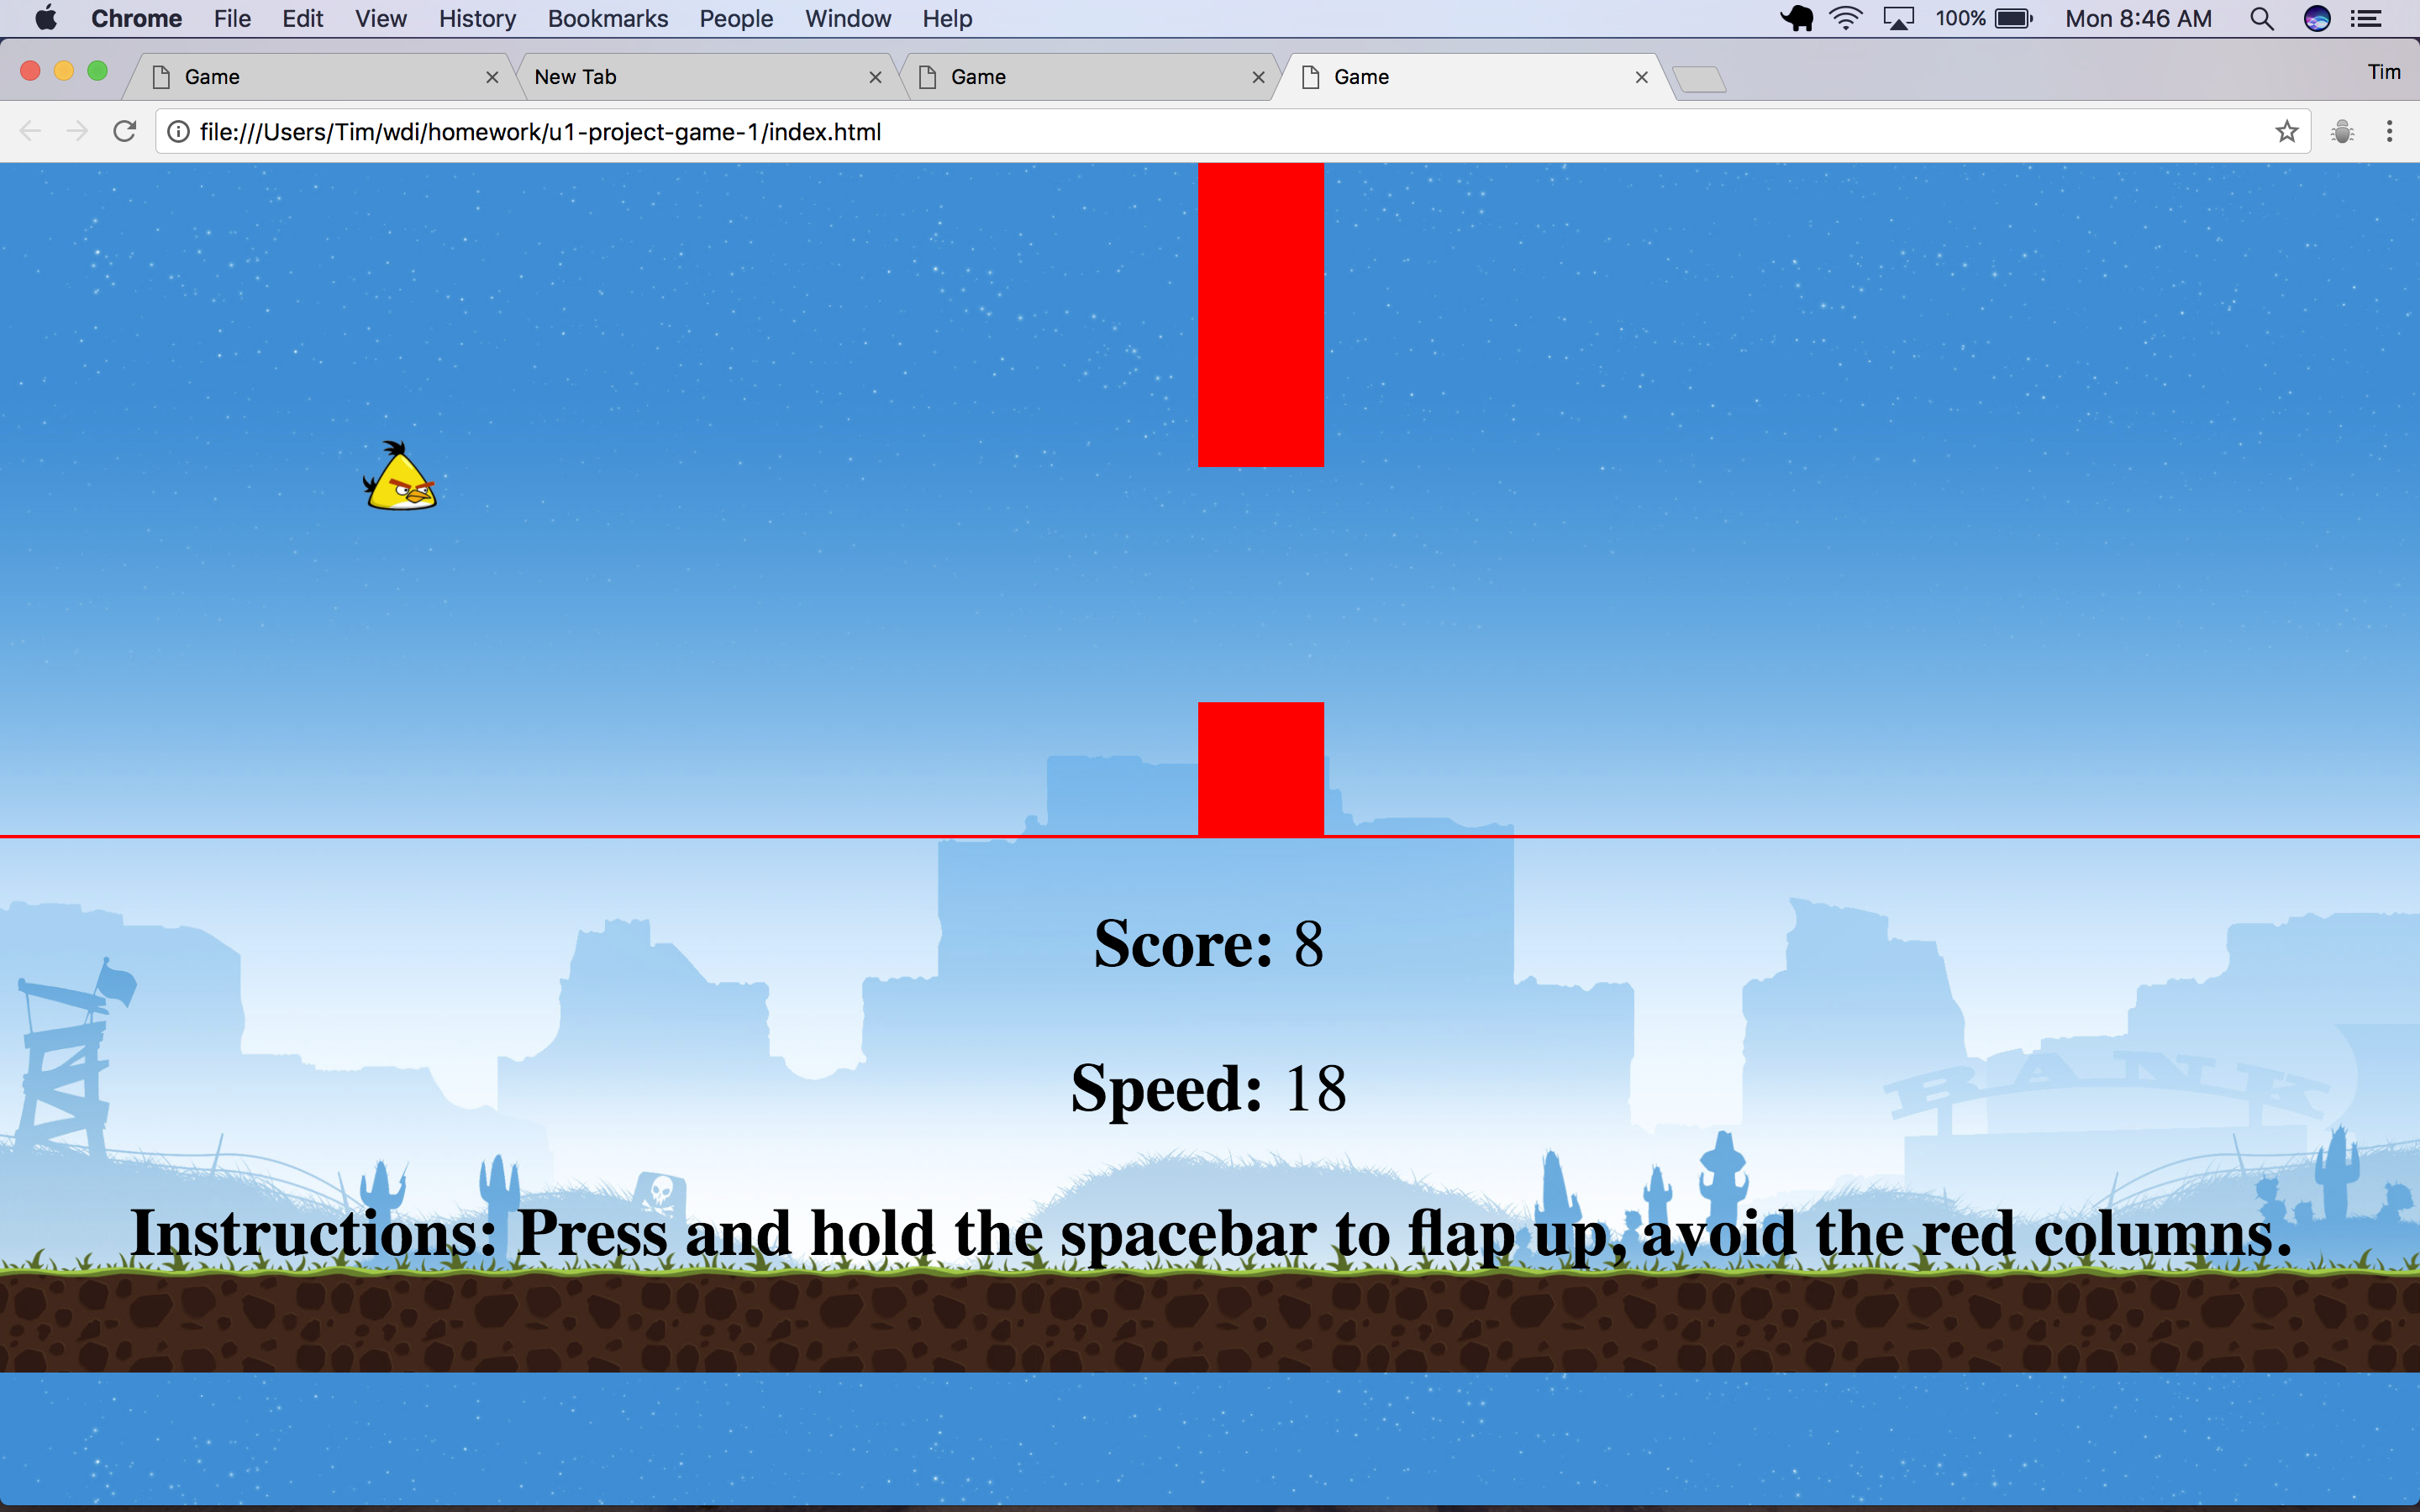 Chrome File Edit View History Bookmarks People Window Help 100% Mon 8:46 AM
Game New Tab Game Game Tim
file:///Users/Tim/wdi/homework/u1-project-game-1/index.html
BANK
Score: 8
Speed: 18
Instructions: Press and hold the spacebar to flap up, avoid the red columns.